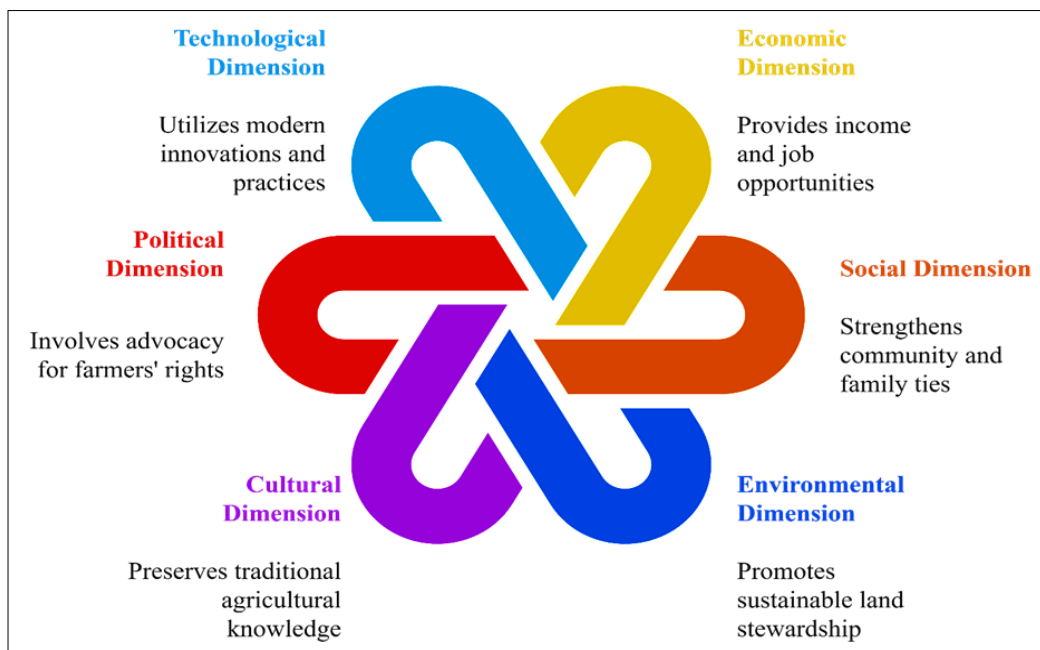 Technological
Dimension
Utilizes modern
innovations and
practices
Economic
Dimension
Provides income
and job
opportunities
Political
Dimension
Involves advocacy
for farmers' rights
Social Dimension
Strengthens
community and
family ties
Cultural
Dimension
Preserves traditional
agricultural
knowledge
Environmental
Dimension
Promotes
sustainable land
stewardship